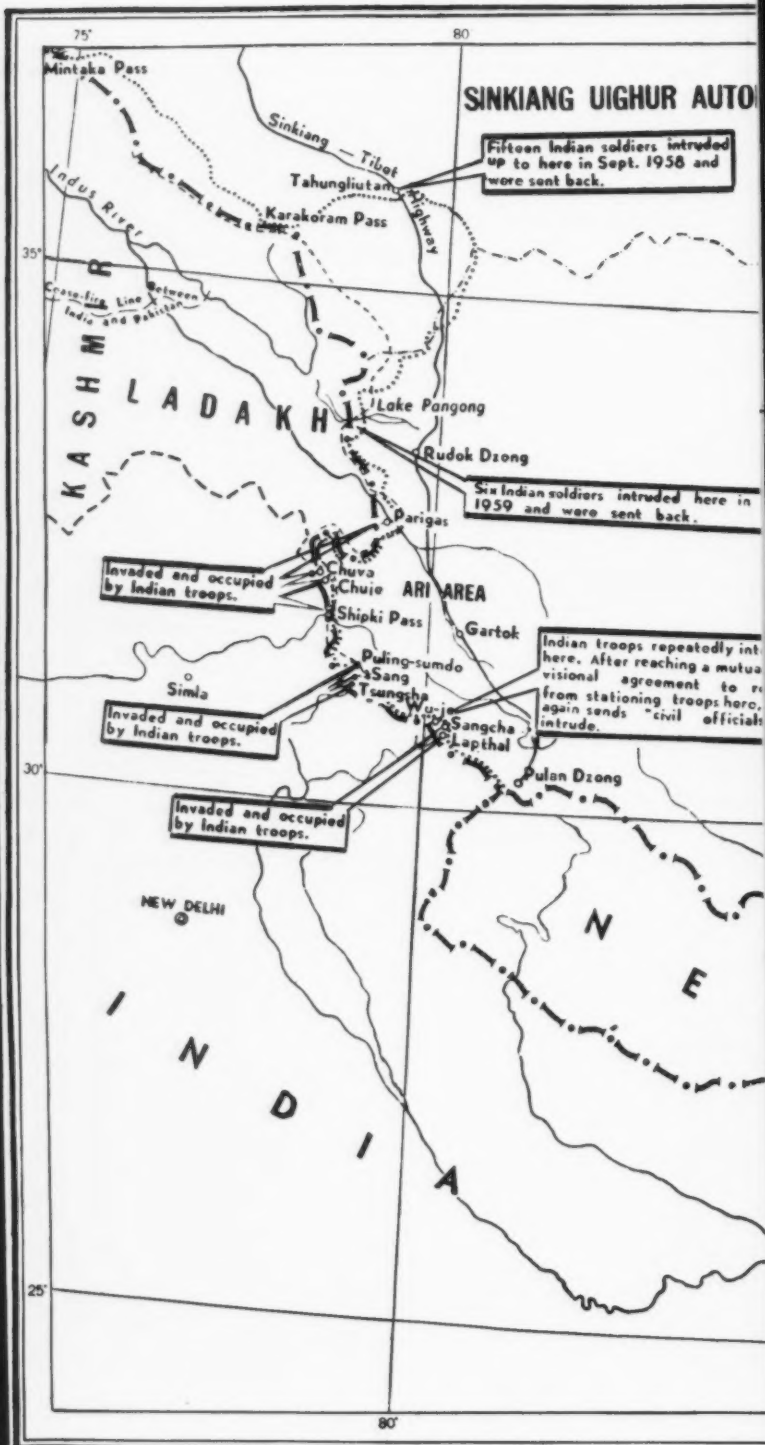 75°
80
Mintaka Pass
SINKIANG UIGHUR AUTO
Sinkiang — Tibet Highway
Fifteen Indian soldiers intruded
up to here in Sept. 1958 and
were sent back.
Tahungliutan
Indus River
Karakoram Pass
35°
Cease-fire Line Between
India and Pakistan
KASHMIR
LADAKH
Lake Pangong
Rudok Dzong
Six Indian soldiers intruded here in
1959 and were sent back.
Parigas
Invaded and occupied
by Indian troops.
Chuva
Chuje
ARI AREA
Shipki Pass
Gartok
Indian troops repeatedly int
here. After reaching a mutua
visional agreement to re
from stationing troops here,
again sends "civil officials
intrude.
Puling-sumdo
Sang
Tsungsha
Simla
Wu-je
Sangcha
Lapthal
Invaded and occupied
by Indian troops.
30°
Pulan Dzong
Invaded and occupied
by Indian troops.
NEW DELHI
N E
INDIA
25°
80°